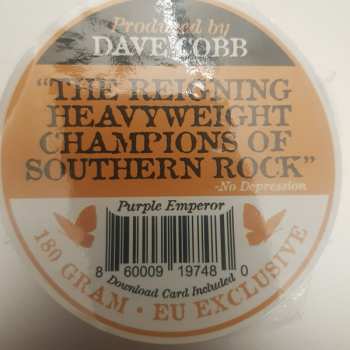 Produced by
DAVE COBB
"THE REIGNING
HEAVYWEIGHT
CHAMPIONS OF
SOUTHERN ROCK"
-No Depression
Purple Emperor
8 60009 19748 0
Download Card Included
180 GRAM · EU EXCLUSIVE